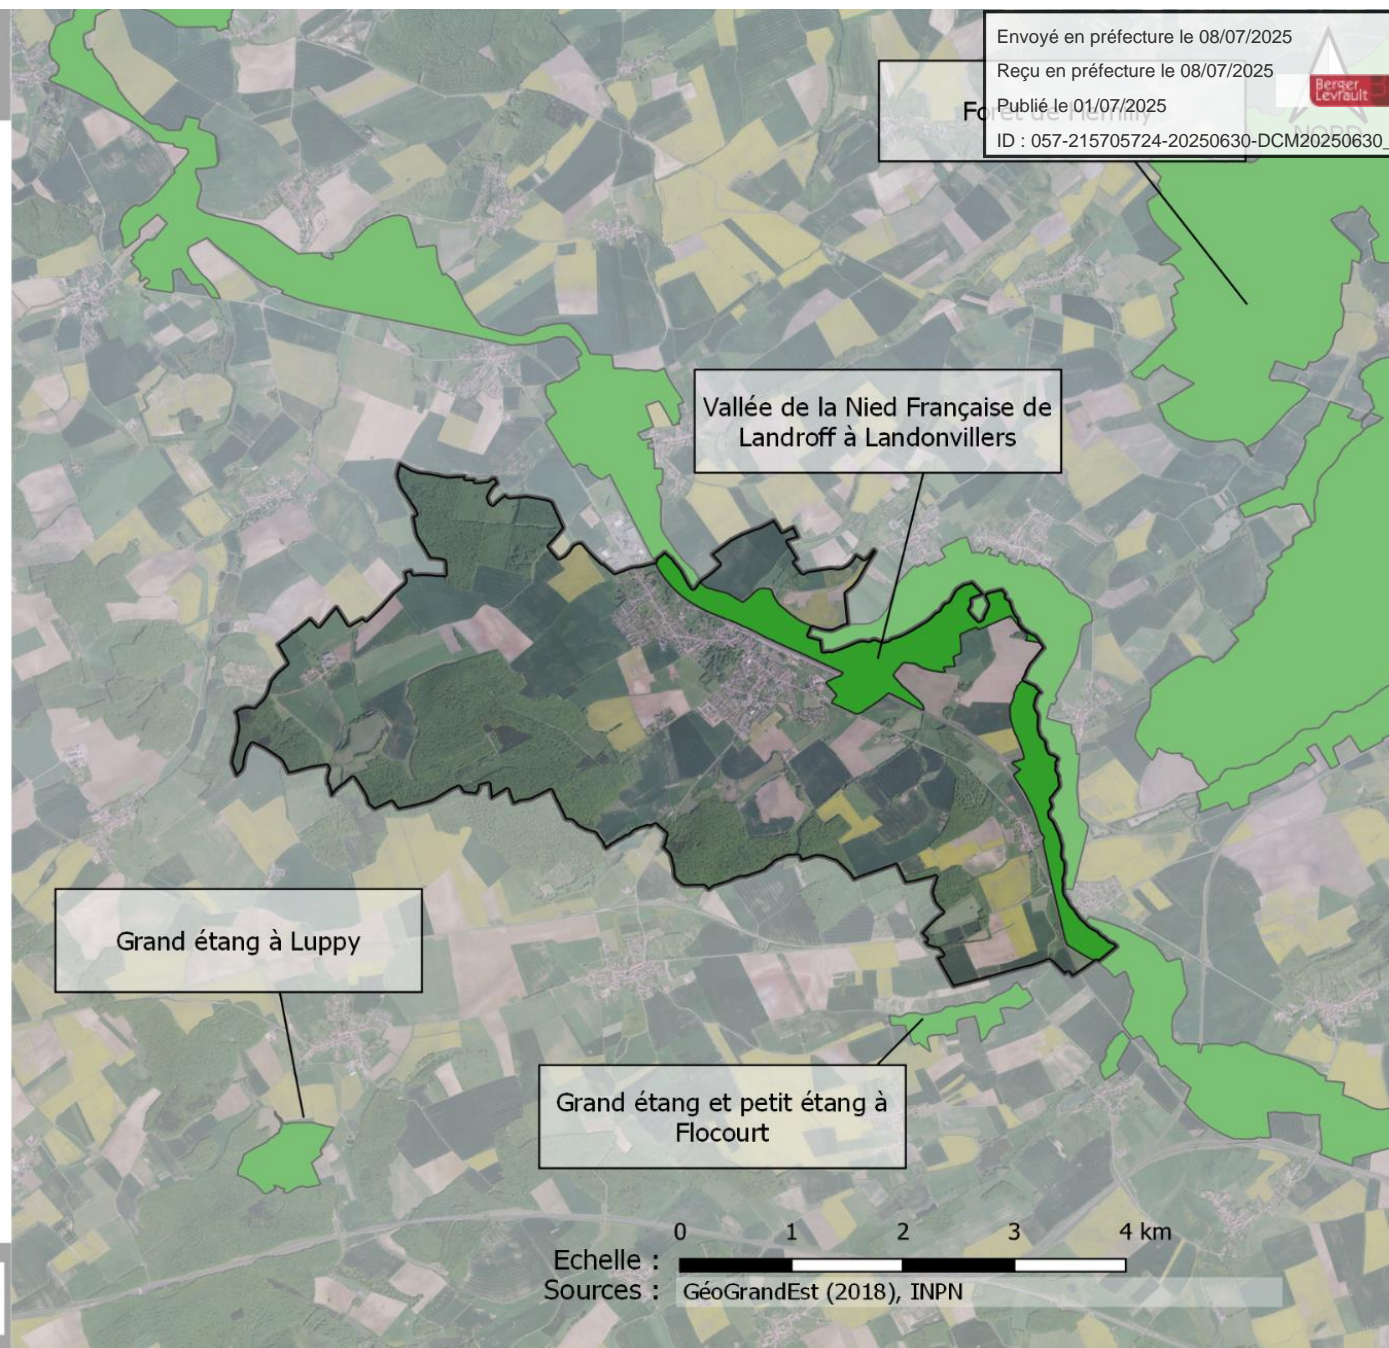 Envoyé en préfecture le 08/07/2025
Reçu en préfecture le 08/07/2025
Publié le 01/07/2025
ID : 057-215705724-20250630-DCM20250630_
Berger
Levrault
NORD
Vallée de la Nied Française de
Landroff à Landonvillers
Grand étang à Luppy
Grand étang et petit étang à
Flocourt
0 1 2 3 4 km
Echelle :
Sources : GéoGrandEst (2018), INPN